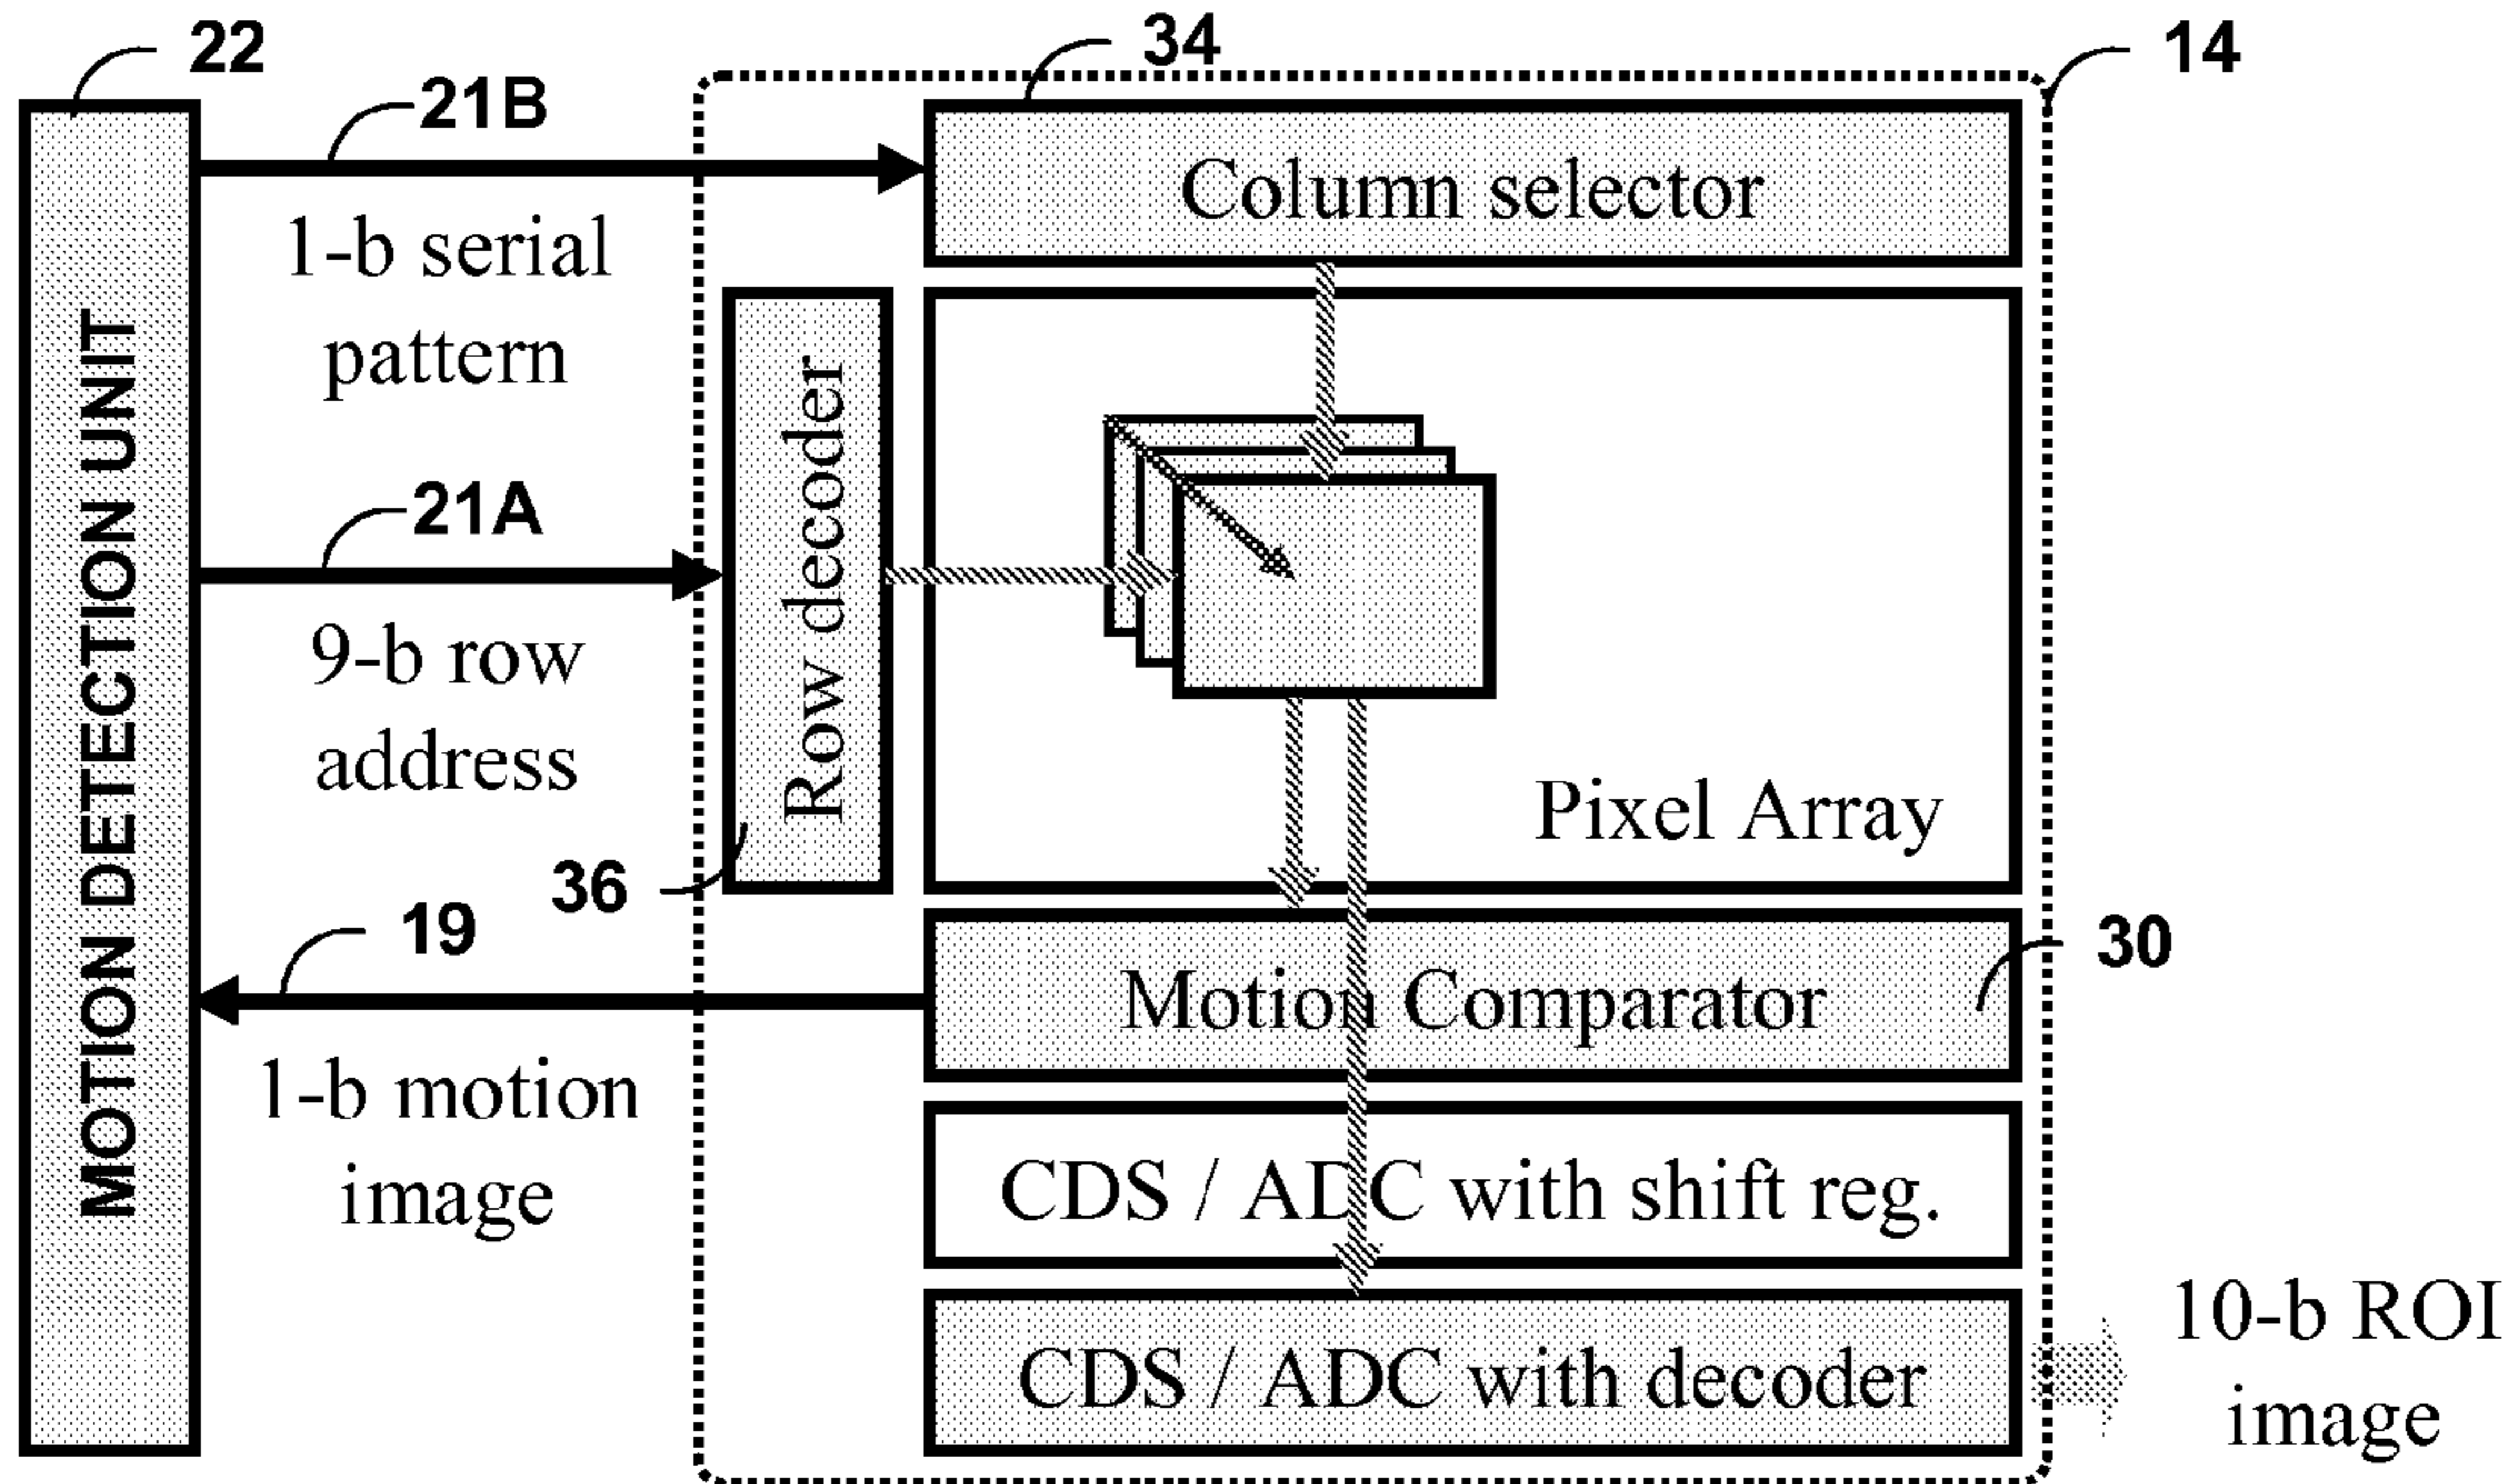 22
34
14
21B
Column selector
1-b serial
pattern
MOTION DETECTION UNIT
Row decoder
21A
9-b row
address
Pixel Array
36
19
30
Motion Comparator
1-b motion
image
CDS / ADC with shift reg.
CDS / ADC with decoder
10-b ROI
image